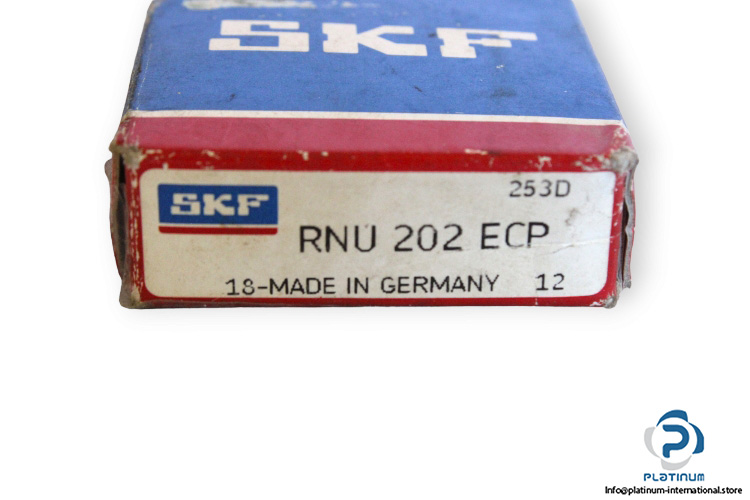 SKF
253D
SKF
RNU 202 ECP
18-MADE IN GERMANY 12
PLATINUM
Info@platinum-international.store